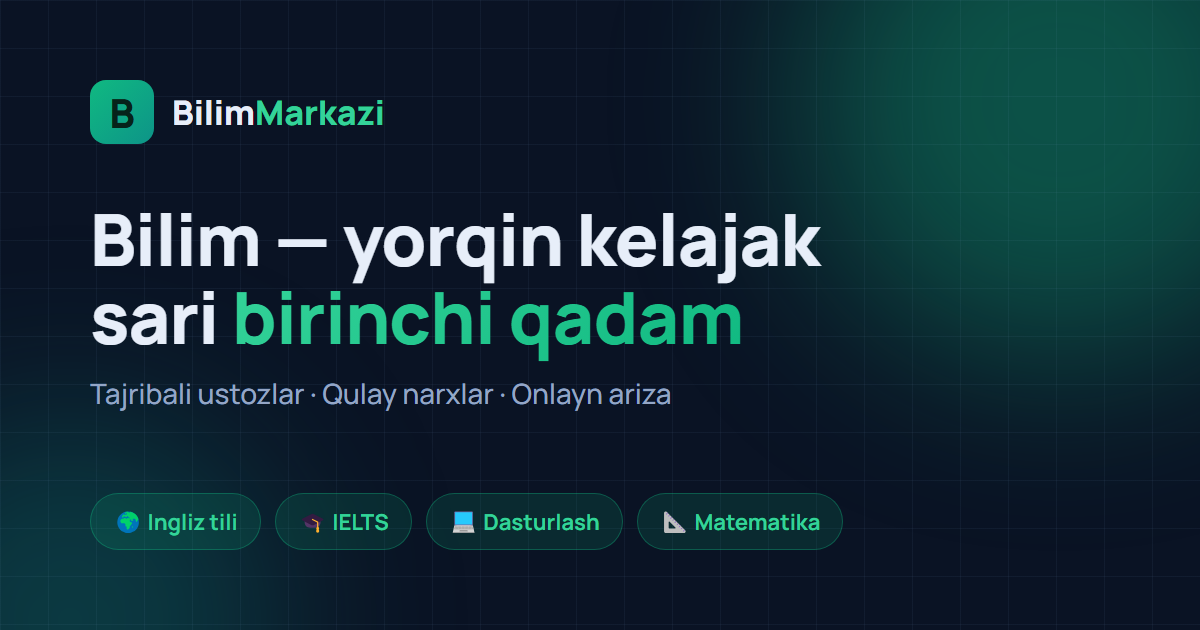 B BilimMarkazi
Bilim — yorqin kelajak
sari birinchi qadam
Tajribali ustozlar · Qulay narxlar · Onlayn ariza
🌍 Ingliz tili 🎓 IELTS 💻 Dasturlash 📐 Matematika